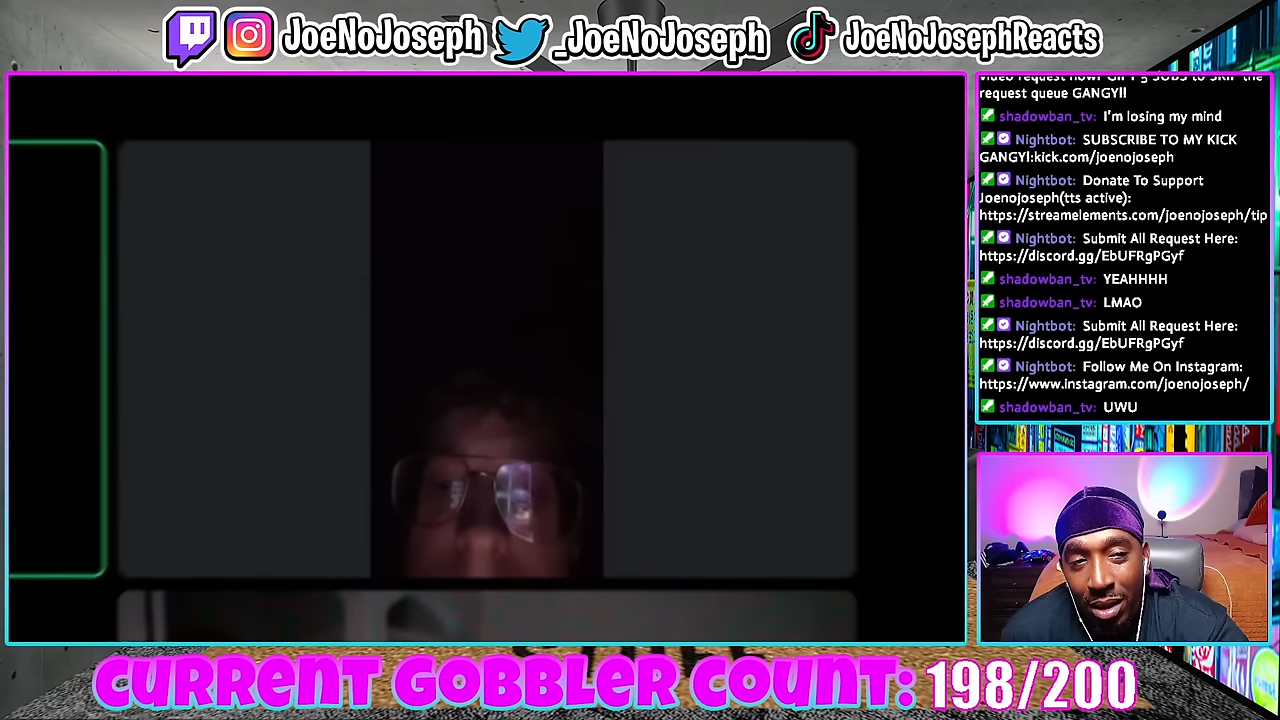 JoeNoJoseph
_JoeNoJoseph
JoeNoJosephReacts
request queue GANGY!!
shadowban_tv: I'm losing my mind
Nightbot: SUBSCRIBE TO MY KICK
GANGY!:kick.com/joenojoseph
Nightbot: Donate To Support
Joenojoseph(tts active):
https://streamelements.com/joenojoseph/tip
Nightbot: Submit All Request Here:
https://discord.gg/EbUFRgPGyf
shadowban_tv: YEAHHHH
shadowban_tv: LMAO
Nightbot: Submit All Request Here:
https://discord.gg/EbUFRgPGyf
Nightbot: Follow Me On Instagram:
https://www.instagram.com/joenojoseph/
shadowban_tv: UWU
CURRENT GOBBLER COUNT: 198/200